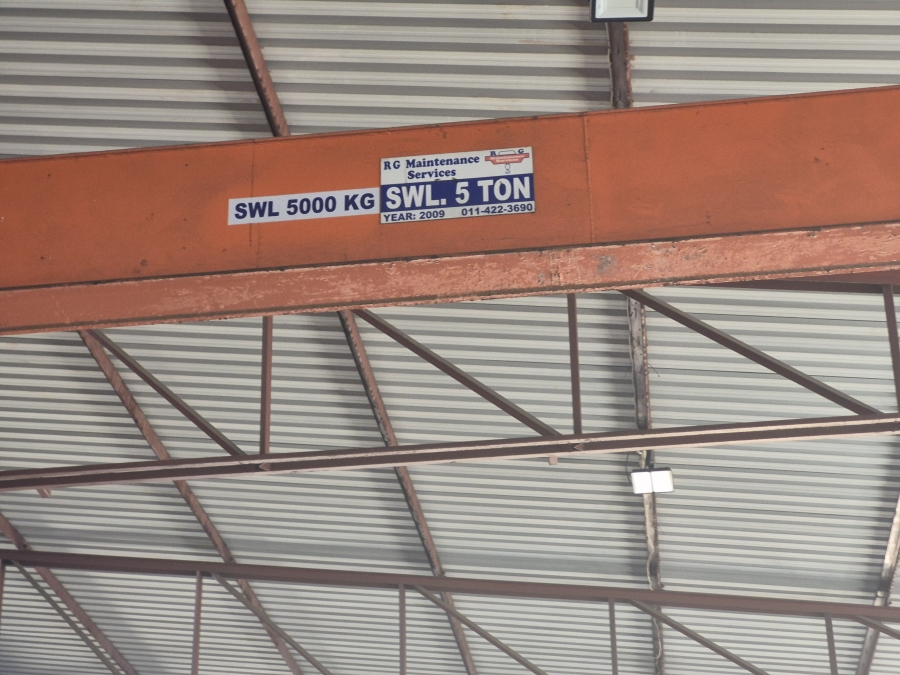 SWL 5000 KG
RG Maintenance
Services
R G
SWL. 5 TON
YEAR: 2009 011-422-3690